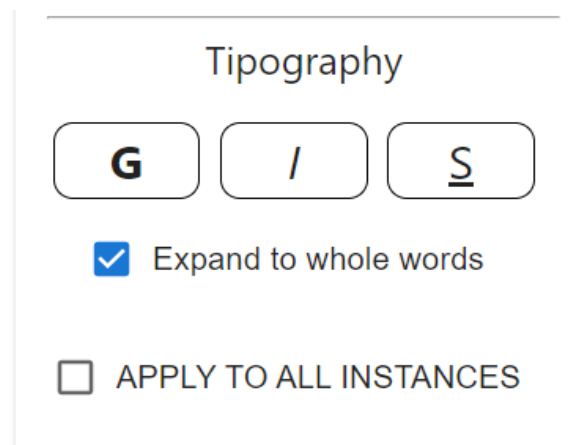 Tipography
G I S
Expand to whole words
APPLY TO ALL INSTANCES